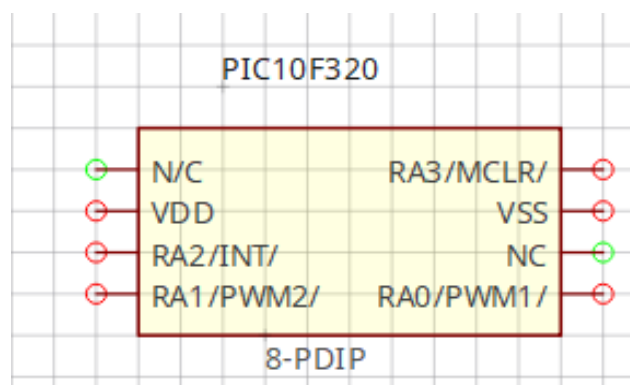 PIC10F320
N/C RA3/MCLR/
VDD VSS
RA2/INT/ NC
RA1/PWM2/ RA0/PWM1/
8-PDIP